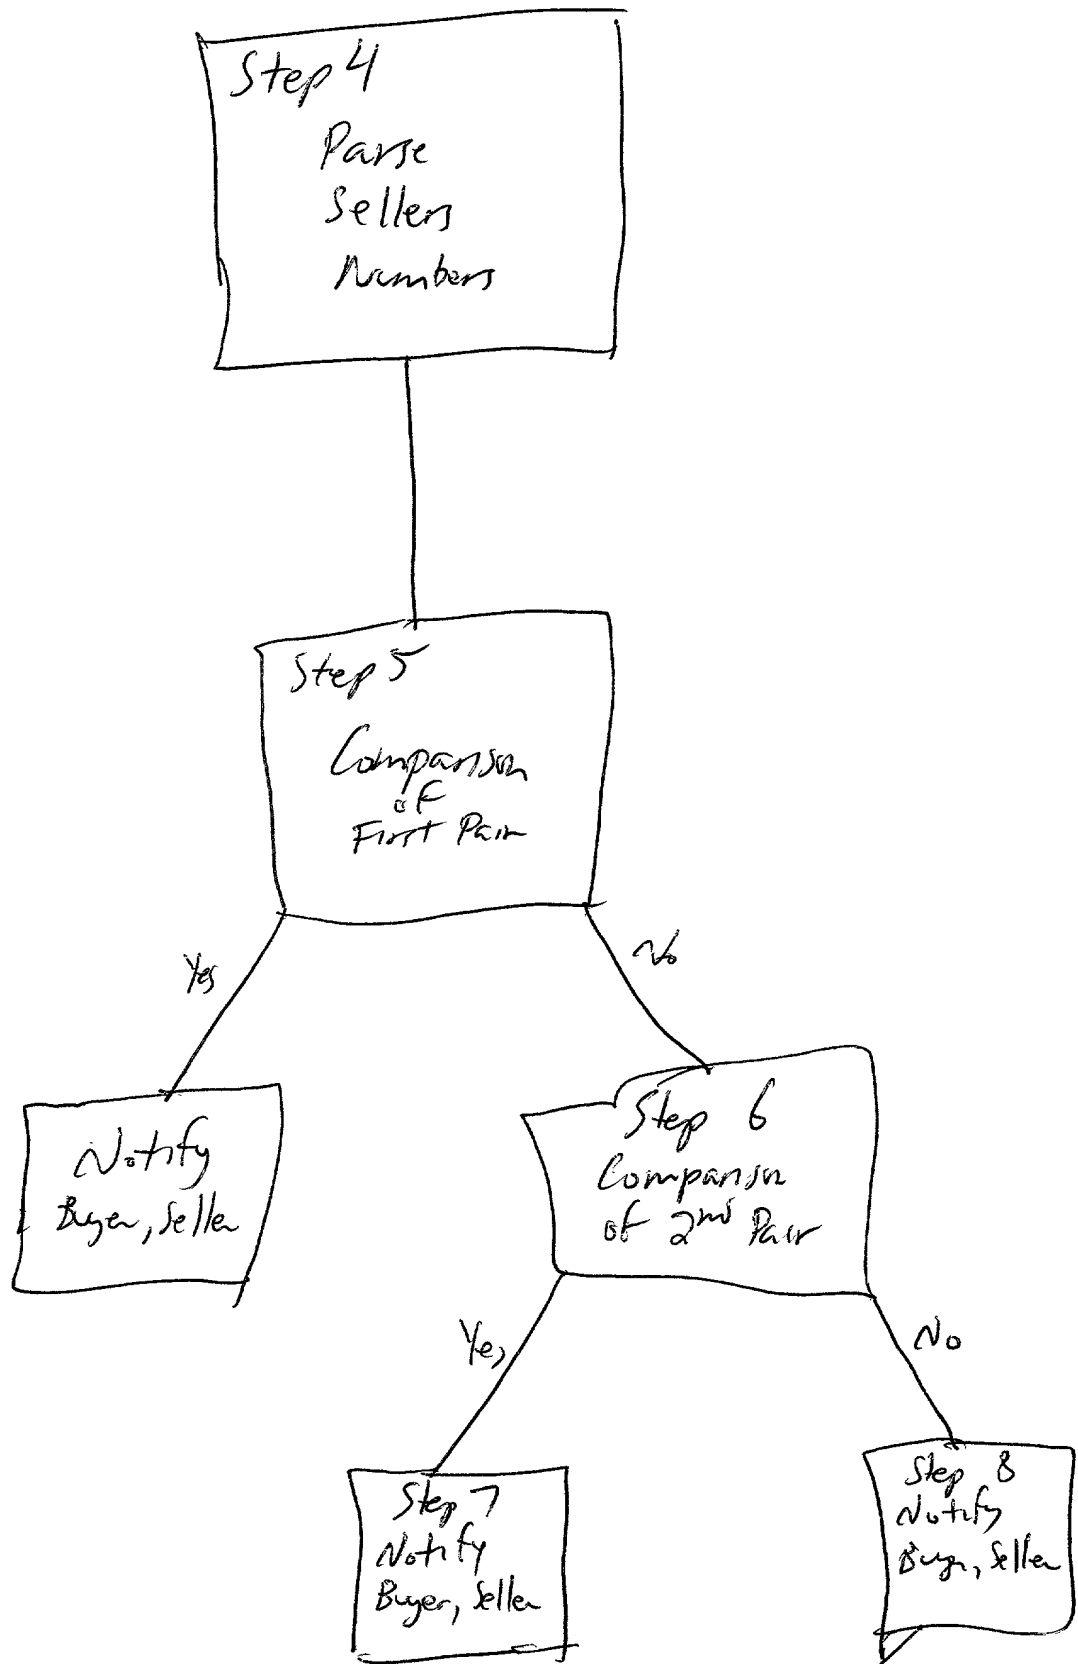 Step 4
Parse
Sellers
Numbers
Step 5
Comparison
of
First Pair
Yes
No
Notify
Buyer, Seller
Step 6
Comparison
of 2nd Pair
Yes
No
Step 7
Notify
Buyer, Seller
Step 8
Notify
Buyer, Seller